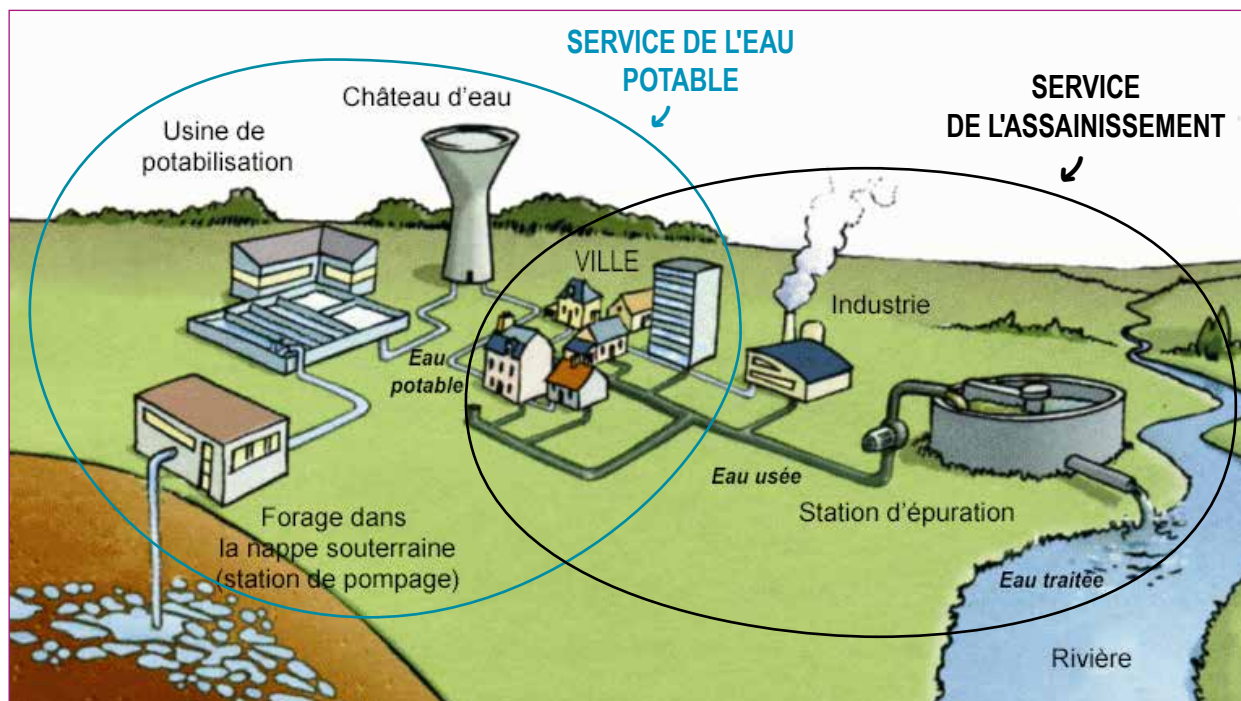 SERVICE DE L'EAU
POTABLE
SERVICE
DE L'ASSAINISSEMENT
Château d'eau
Usine de
potabilisation
VILLE
Industrie
Eau
potable
Eau usée
Station d'épuration
Forage dans
la nappe souterraine
(station de pompage)
Eau traitée
Rivière